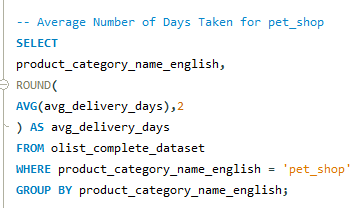 -- Average Number of Days Taken for pet_shop
SELECT
product_category_name_english,
ROUND(
AVG(avg_delivery_days),2
) AS avg_delivery_days
FROM olist_complete_dataset
WHERE product_category_name_english = 'pet_shop'
GROUP BY product_category_name_english;